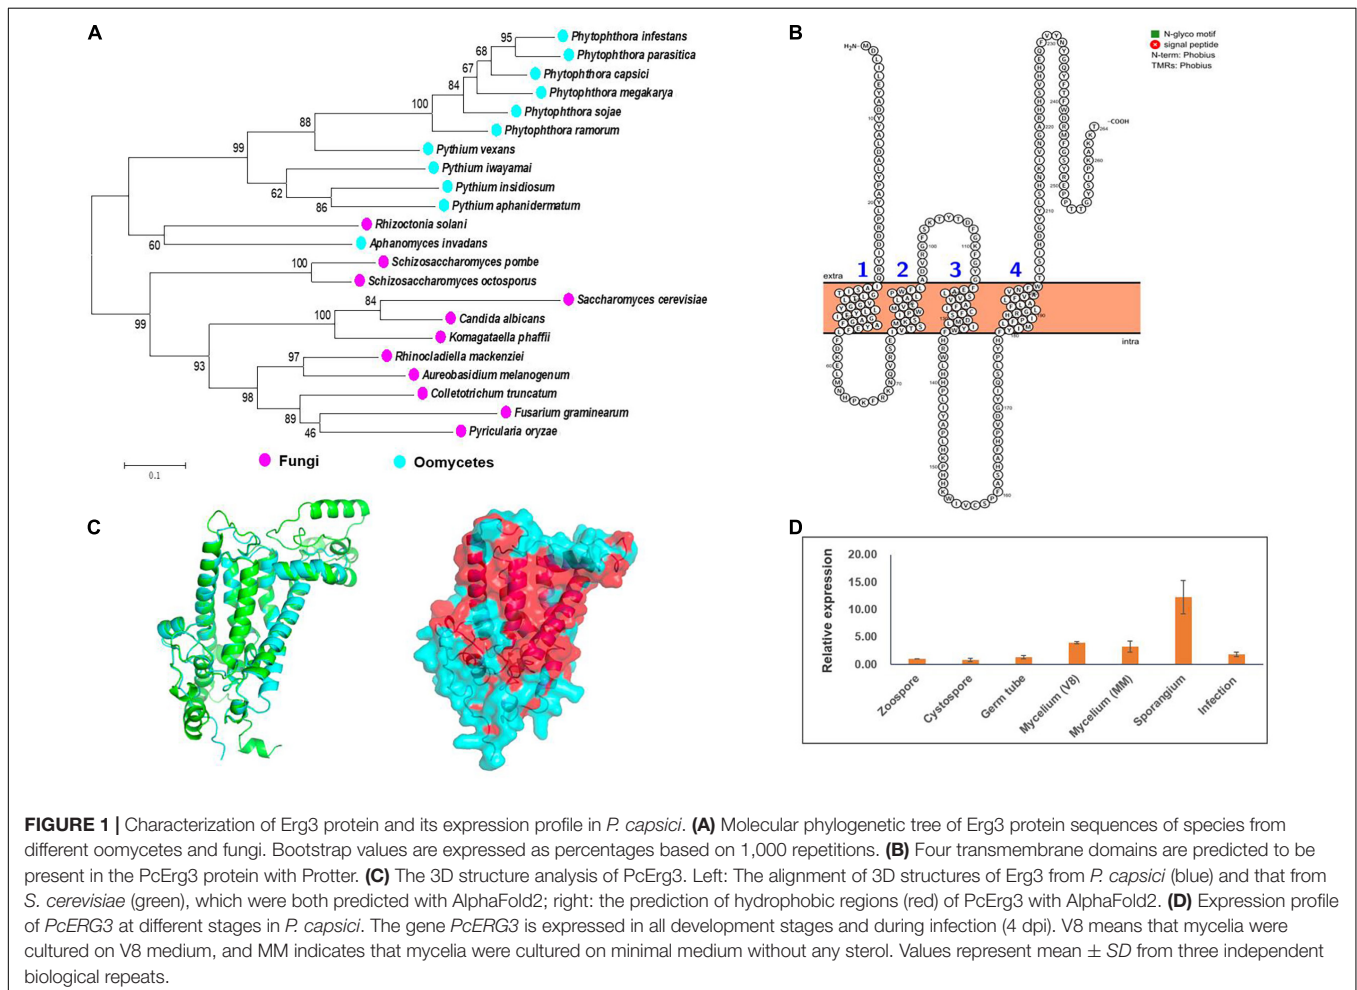 A
Phytophthora infestans
Phytophthora parasitica
Phytophthora capsici
Phytophthora megakarya
Phytophthora sojae
Phytophthora ramorum
Pythium vexans
Pythium iwayamai
Pythium insidiosum
Pythium aphanidermatum
Rhizoctonia solani
Aphanomyces invadans
Schizosaccharomyces pombe
Schizosaccharomyces octosporus
Saccharomyces cerevisiae
Candida albicans
Komagataella phaffii
Rhinocladiella mackenziei
Aureobasidium melanogenum
Colletotrichum truncatum
Fusarium graminearum
Pyricularia oryzae
95
68
67
84
100
88
99
62
86
60
100
99
84
100
93
97
98
89
46
0.1
Fungi
Oomycetes
B
H₂N-
-COOH
N-glyco motif
signal peptide
N-term: Phobius
TMRs: Phobius
1 2 3 4
extra
intra
C
D
Relative expression
20.00
15.00
10.00
5.00
0.00
Zoospore
Cystospore
Germ tube
Mycelium (V8)
Mycelium (MM)
Sporangium
Infection
FIGURE 1 | Characterization of Erg3 protein and its expression profile in P. capsici. (A) Molecular phylogenetic tree of Erg3 protein sequences of species from
different oomycetes and fungi. Bootstrap values are expressed as percentages based on 1,000 repetitions. (B) Four transmembrane domains are predicted to be
present in the PcErg3 protein with Protter. (C) The 3D structure analysis of PcErg3. Left: The alignment of 3D structures of Erg3 from P. capsici (blue) and that from
S. cerevisiae (green), which were both predicted with AlphaFold2; right: the prediction of hydrophobic regions (red) of PcErg3 with AlphaFold2. (D) Expression profile
of PcERG3 at different stages in P. capsici. The gene PcERG3 is expressed in all development stages and during infection (4 dpi). V8 means that mycelia were
cultured on V8 medium, and MM indicates that mycelia were cultured on minimal medium without any sterol. Values represent mean ± SD from three independent
biological repeats.